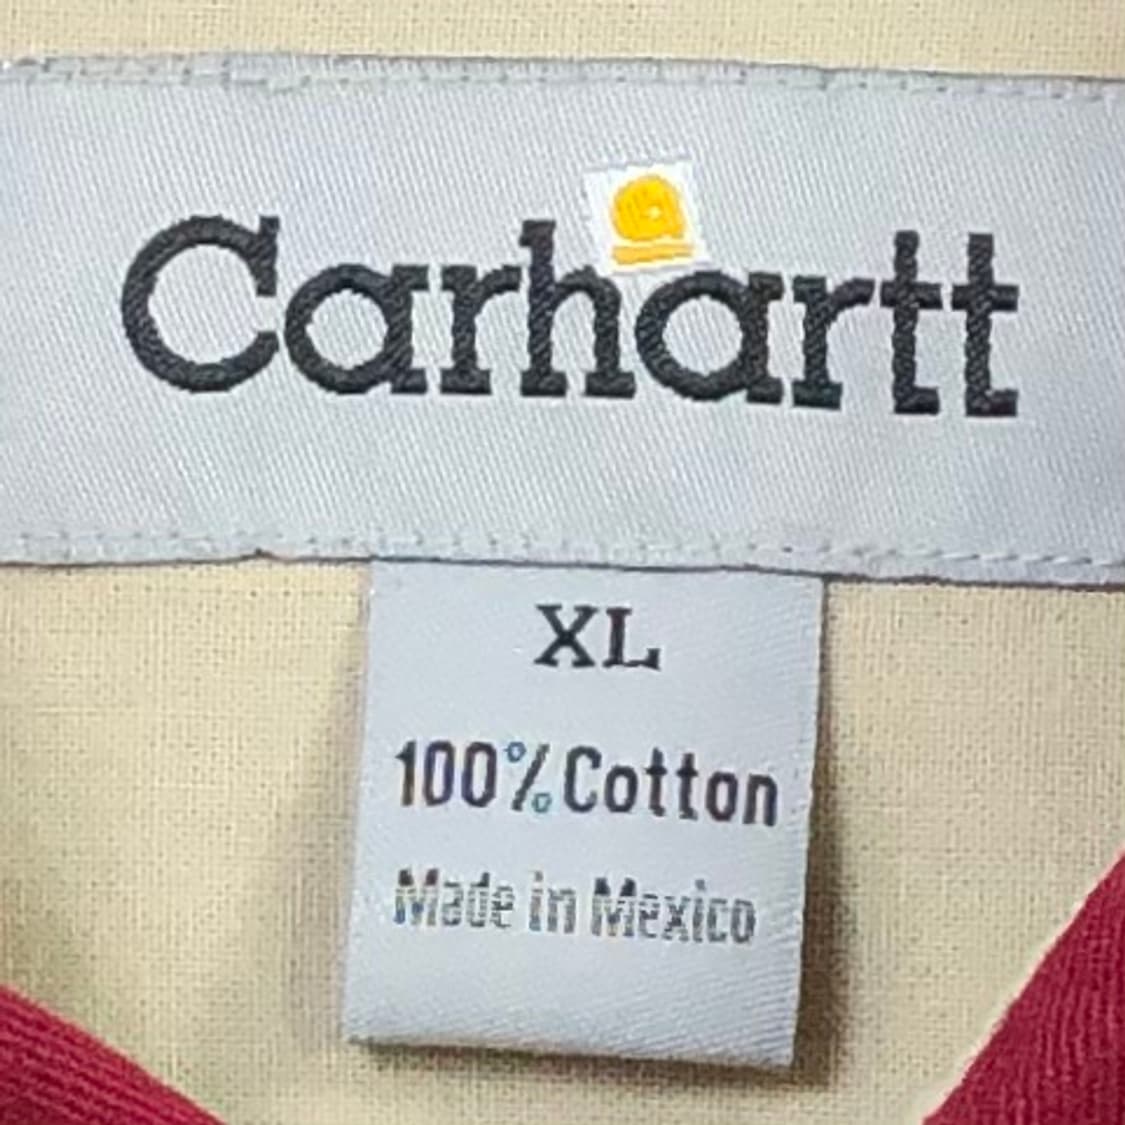 Carhartt
XL
100% Cotton
Made in Mexico